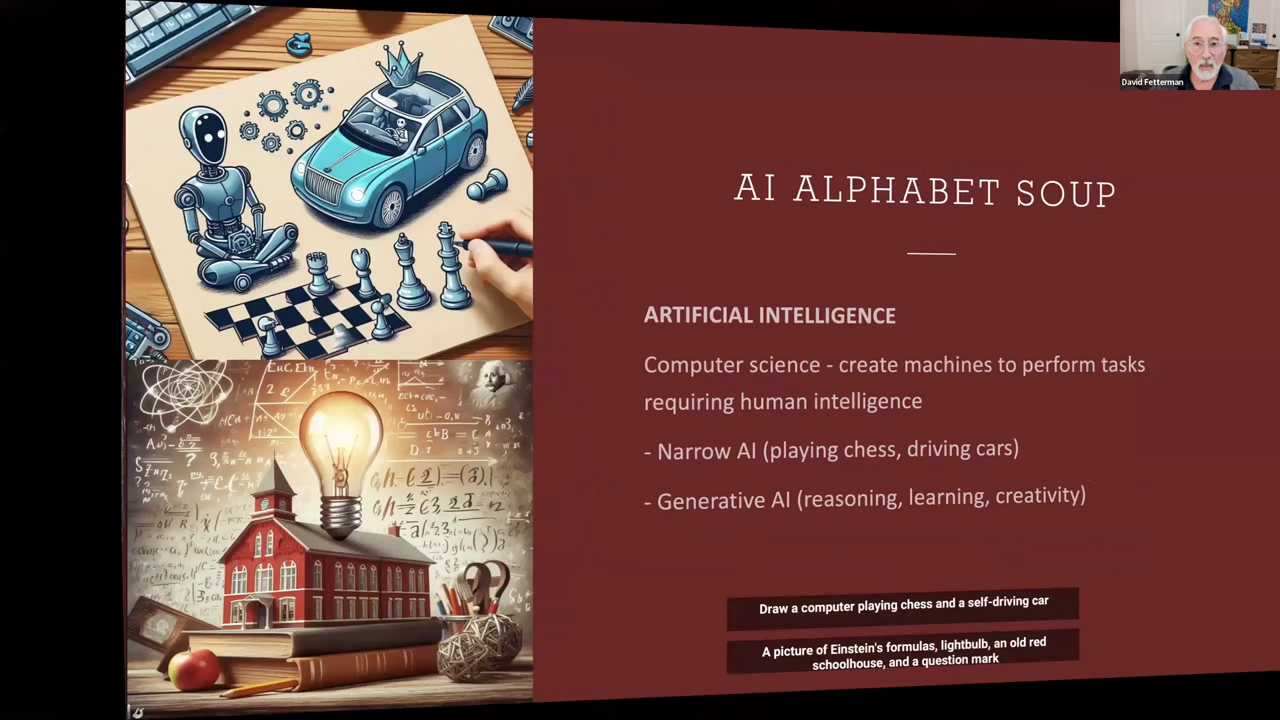 David Fetterman
AI ALPHABET SOUP
ARTIFICIAL INTELLIGENCE
Computer science - create machines to perform tasks
requiring human intelligence
- Narrow AI (playing chess, driving cars)
- Generative AI (reasoning, learning, creativity)
Draw a computer playing chess and a self-driving car
A picture of Einstein's formulas, lightbulb, an old red
schoolhouse, and a question mark